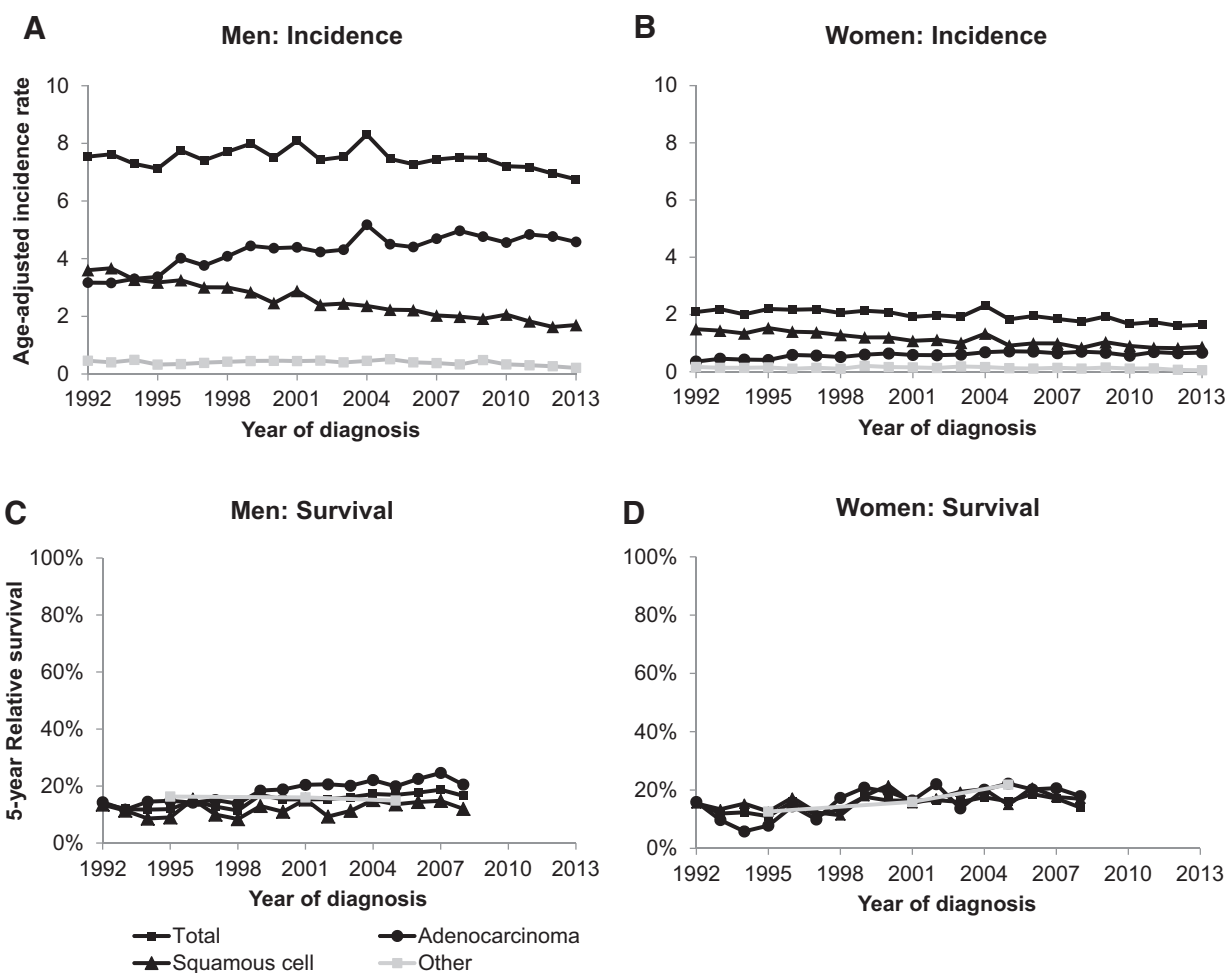 A
Men: Incidence
Age-adjusted incidence rate
10
8
6
4
2
0
1992 1995 1998 2001 2004 2007 2010 2013
Year of diagnosis
B
Women: Incidence
10
8
6
4
2
0
1992 1995 1998 2001 2004 2007 2010 2013
Year of diagnosis
C
Men: Survival
5-year Relative survival
100%
80%
60%
40%
20%
0%
1992 1995 1998 2001 2004 2007 2010 2013
Year of diagnosis
D
Women: Survival
100%
80%
60%
40%
20%
0%
1992 1995 1998 2001 2004 2007 2010 2013
Year of diagnosis
Total Adenocarcinoma
Squamous cell Other